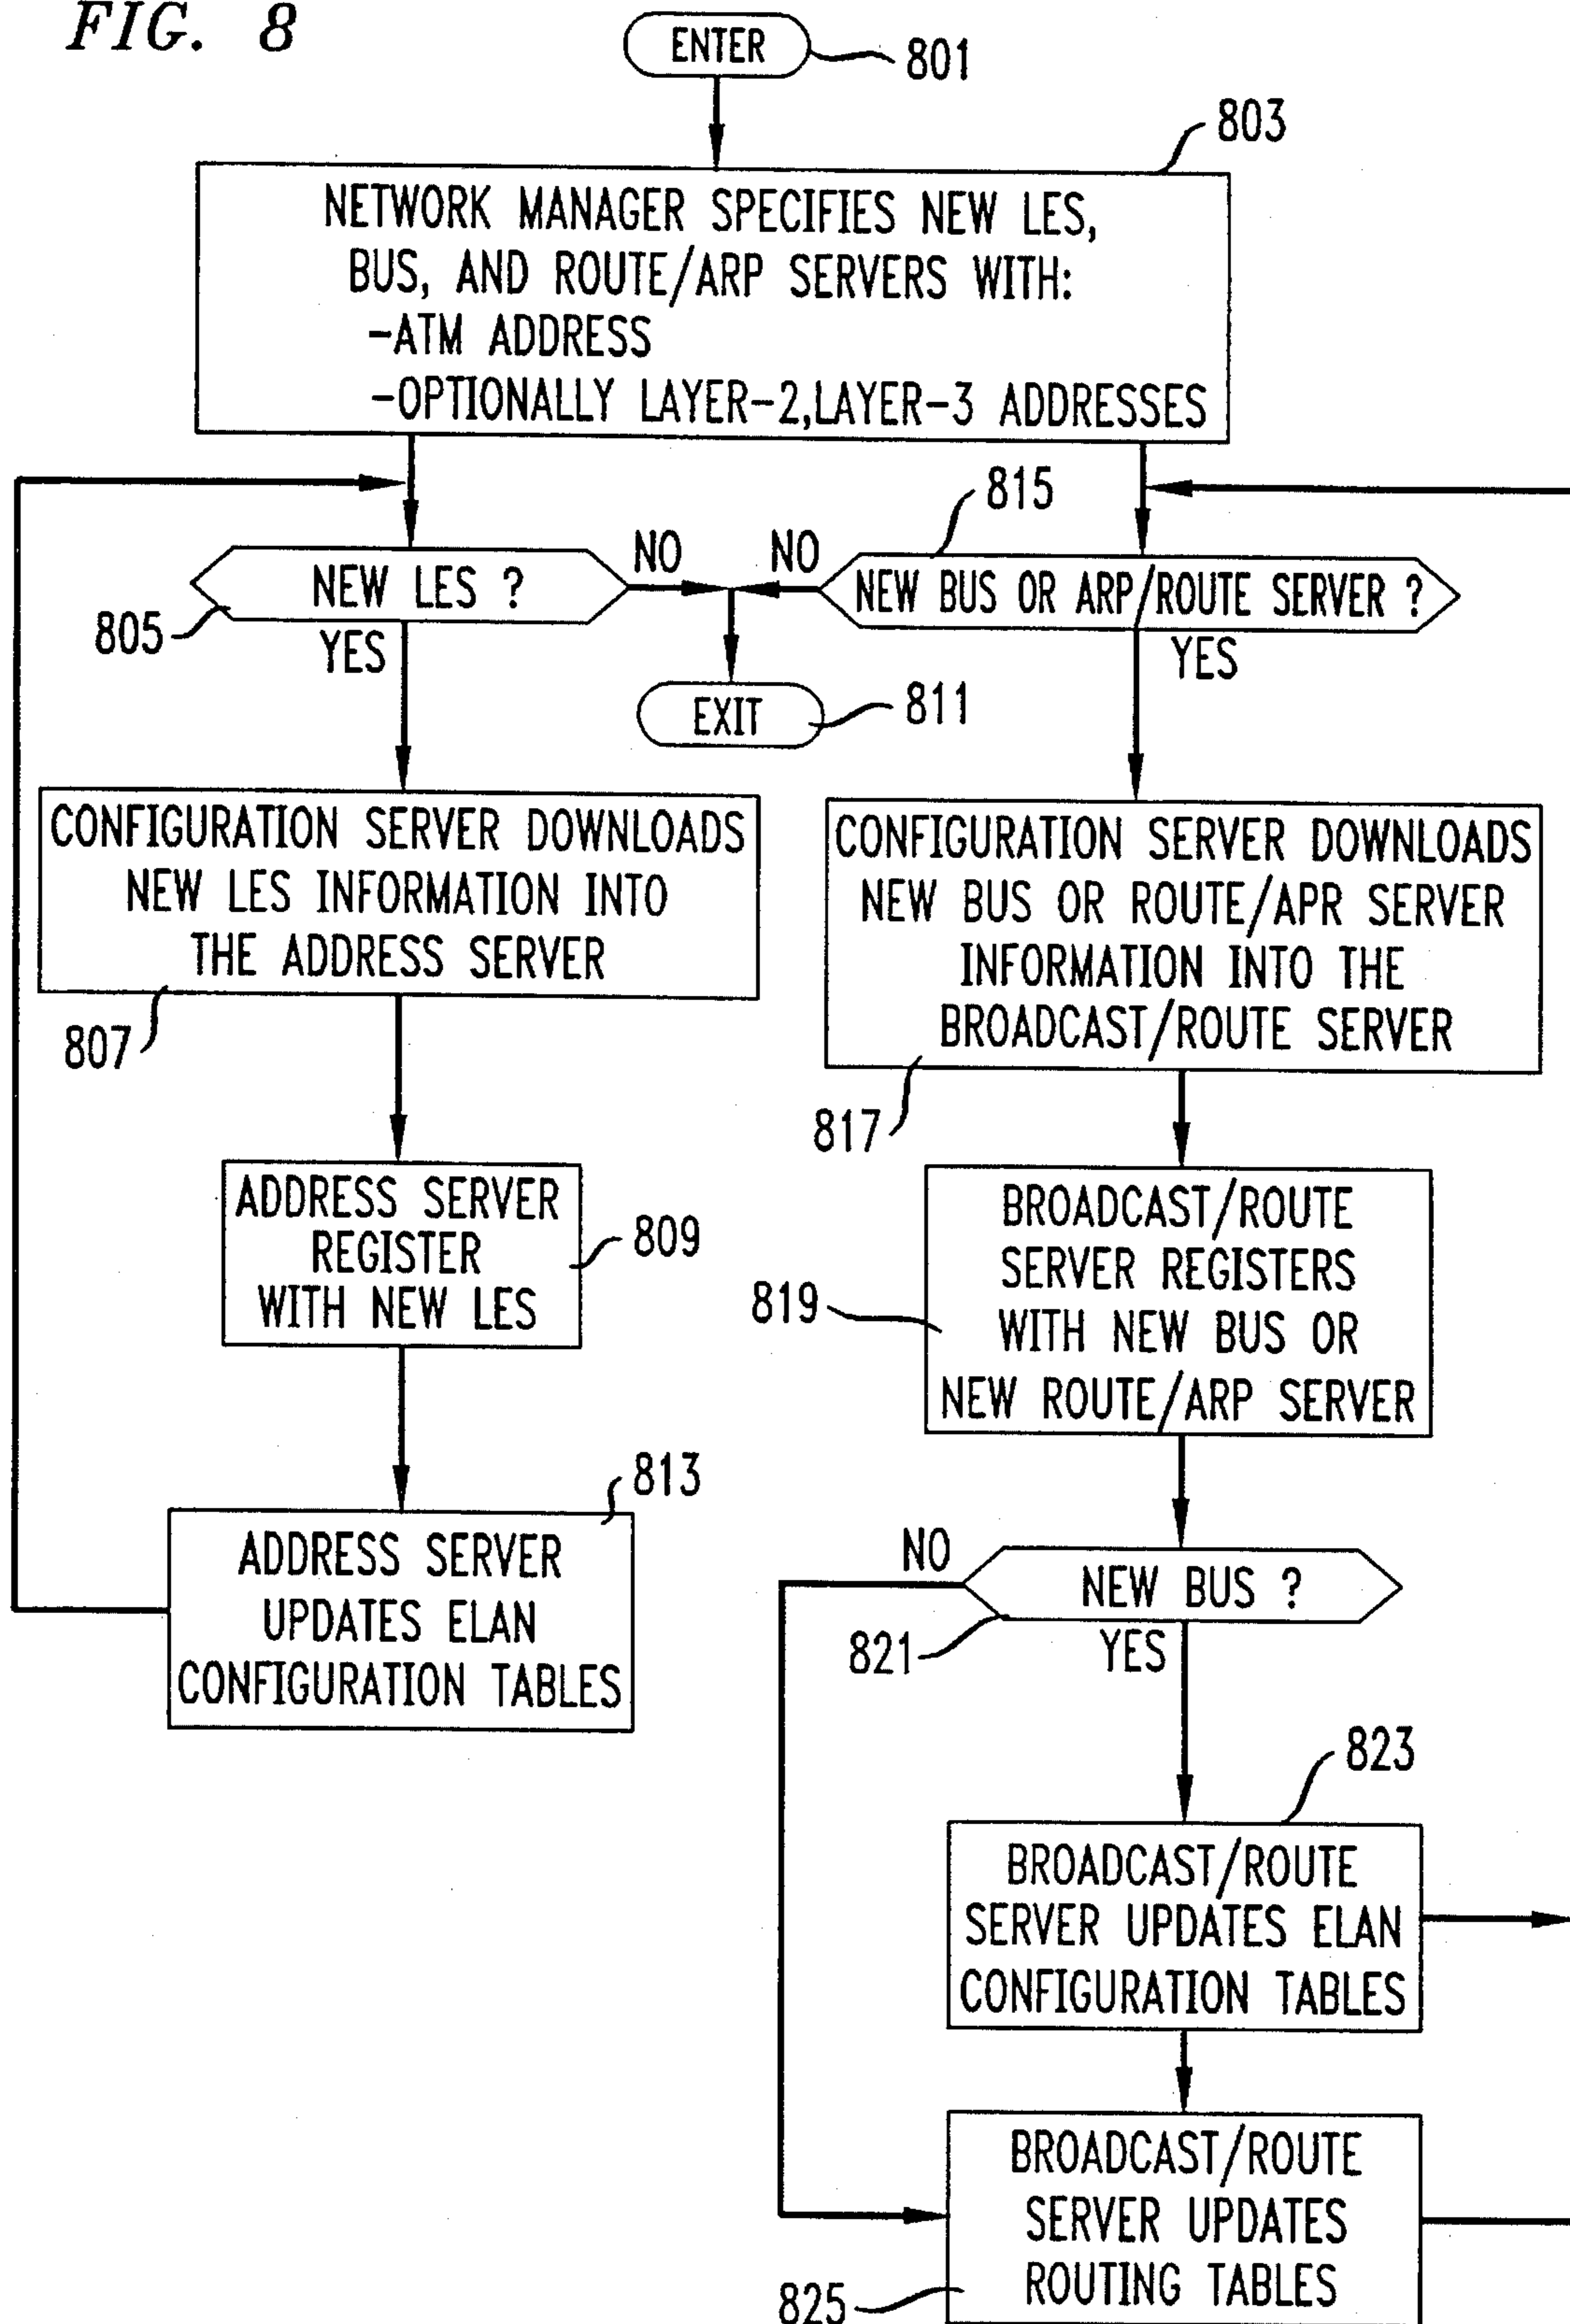 FIG. 8
ENTER
801
803
NETWORK MANAGER SPECIFIES NEW LES,
BUS, AND ROUTE/ARP SERVERS WITH:
-ATM ADDRESS
-OPTIONALLY LAYER-2,LAYER-3 ADDRESSES
815
NO
NO
NEW LES ?
NEW BUS OR ARP/ROUTE SERVER ?
805
YES
YES
EXIT
811
CONFIGURATION SERVER DOWNLOADS
NEW LES INFORMATION INTO
THE ADDRESS SERVER
807
CONFIGURATION SERVER DOWNLOADS
NEW BUS OR ROUTE/APR SERVER
INFORMATION INTO THE
BROADCAST/ROUTE SERVER
817
ADDRESS SERVER
REGISTER
WITH NEW LES
809
BROADCAST/ROUTE
SERVER REGISTERS
WITH NEW BUS OR
NEW ROUTE/ARP SERVER
819
813
ADDRESS SERVER
UPDATES ELAN
CONFIGURATION TABLES
NO
NEW BUS ?
821
YES
823
BROADCAST/ROUTE
SERVER UPDATES ELAN
CONFIGURATION TABLES
BROADCAST/ROUTE
SERVER UPDATES
ROUTING TABLES
825